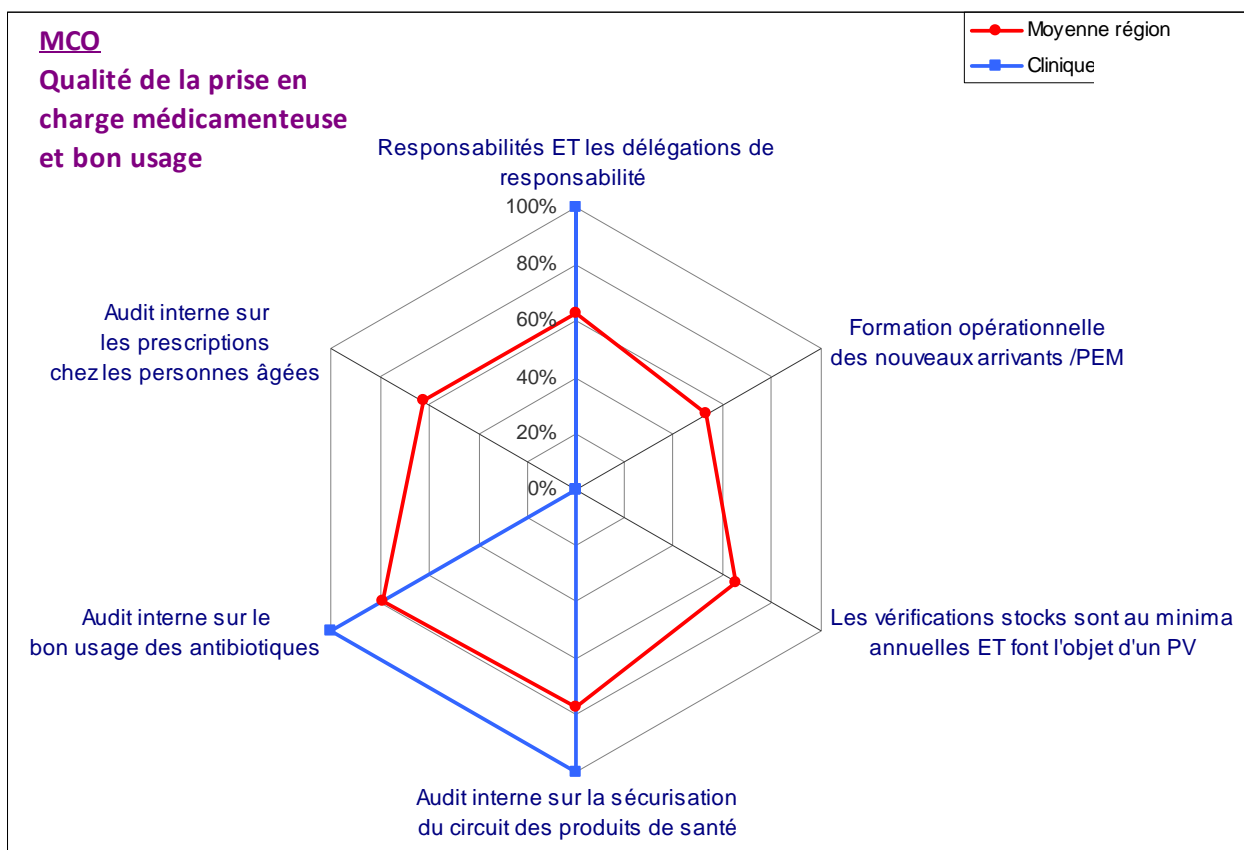 MCO
Qualité de la prise en
charge médicamenteuse
et bon usage
Moyenne région
Clinique
Responsabilités ET les délégations de
responsabilité
100%
80%
60%
40%
20%
0%
Formation opérationnelle
des nouveaux arrivants /PEM
Les vérifications stocks sont au minima
annuelles ET font l'objet d'un PV
Audit interne sur la sécurisation
du circuit des produits de santé
Audit interne sur le
bon usage des antibiotiques
Audit interne sur
les prescriptions
chez les personnes âgées